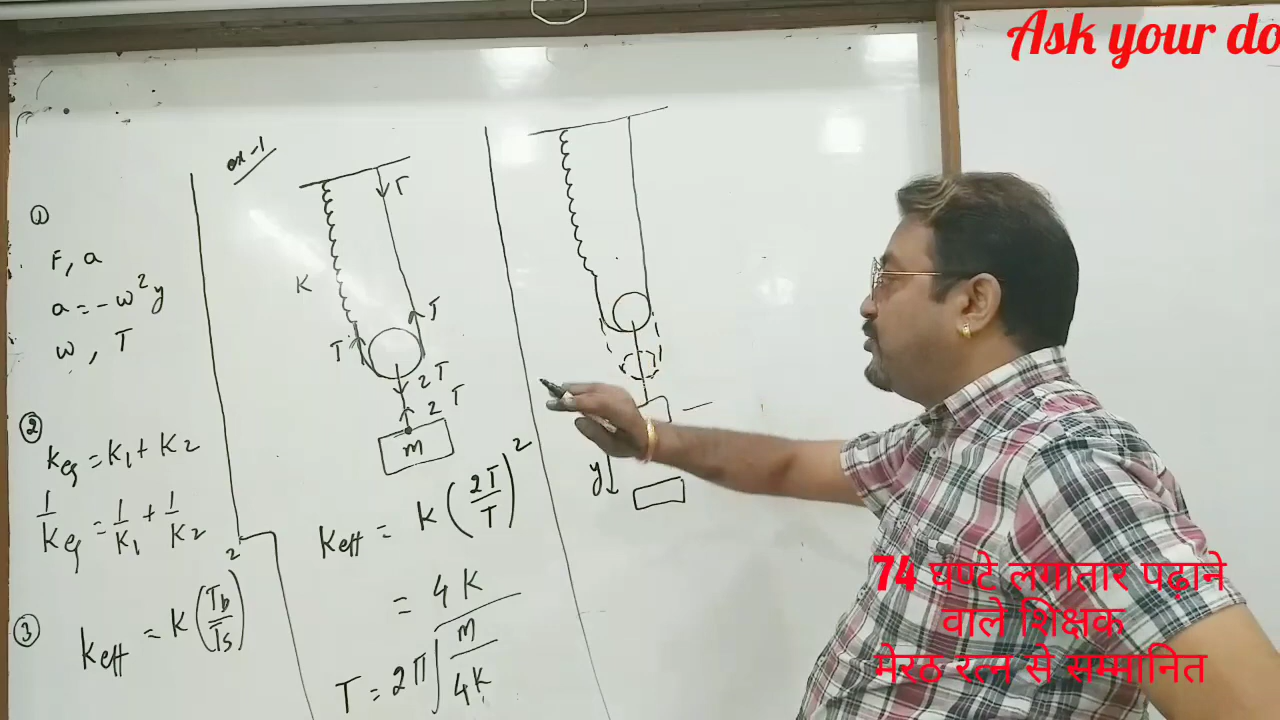 Ask your do
①
F, a
a = - w²y
w , T
②
Keq = K₁ + K₂
1/Keq = 1/K₁ + 1/K₂
③
Keff = K(Tb/Ts)²
ex-1
T
K
T
T
2T
2T
m
Keff = K(2T/T)²
= 4K
T = 2π√(m/4K)
y
74 घण्टे लगातार पढ़ाने
वाले शिक्षक
मेरठ रत्न से सम्मानित